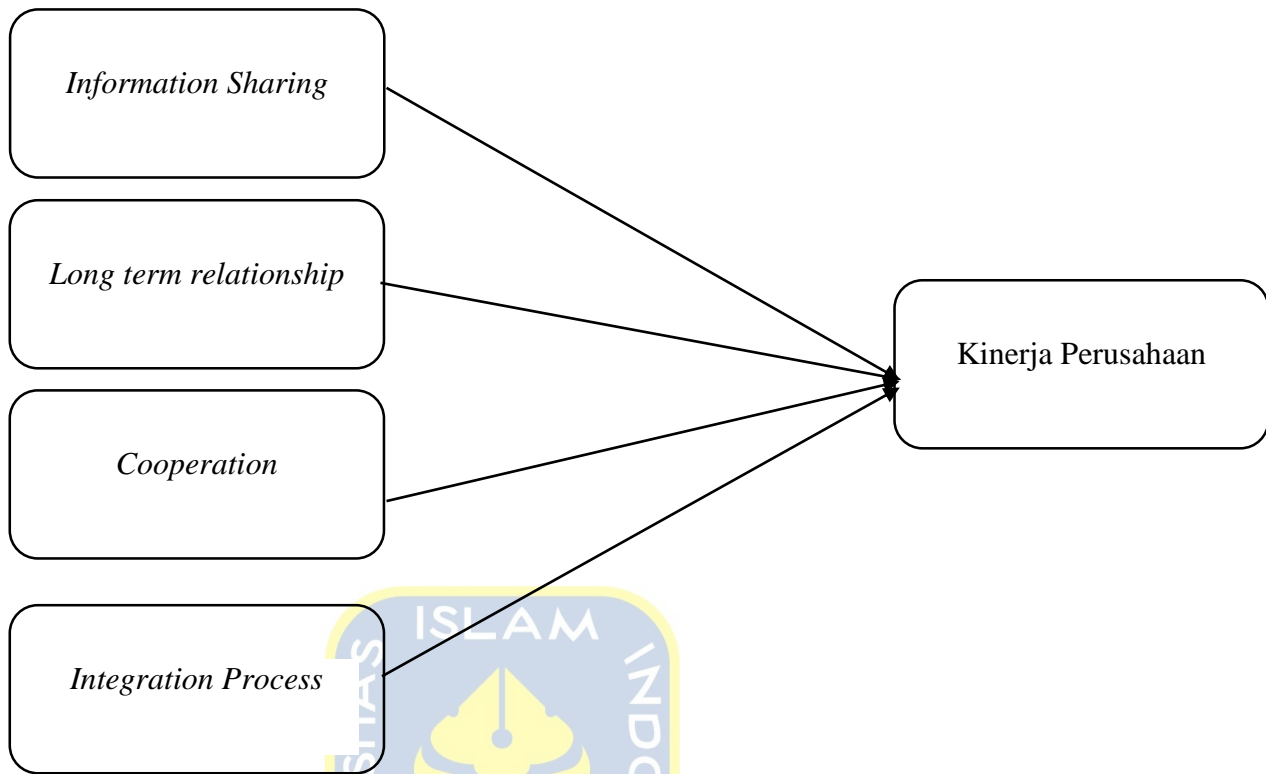 Information Sharing
Long term relationship
Kinerja Perusahaan
Cooperation
ISLAM
Integration Process